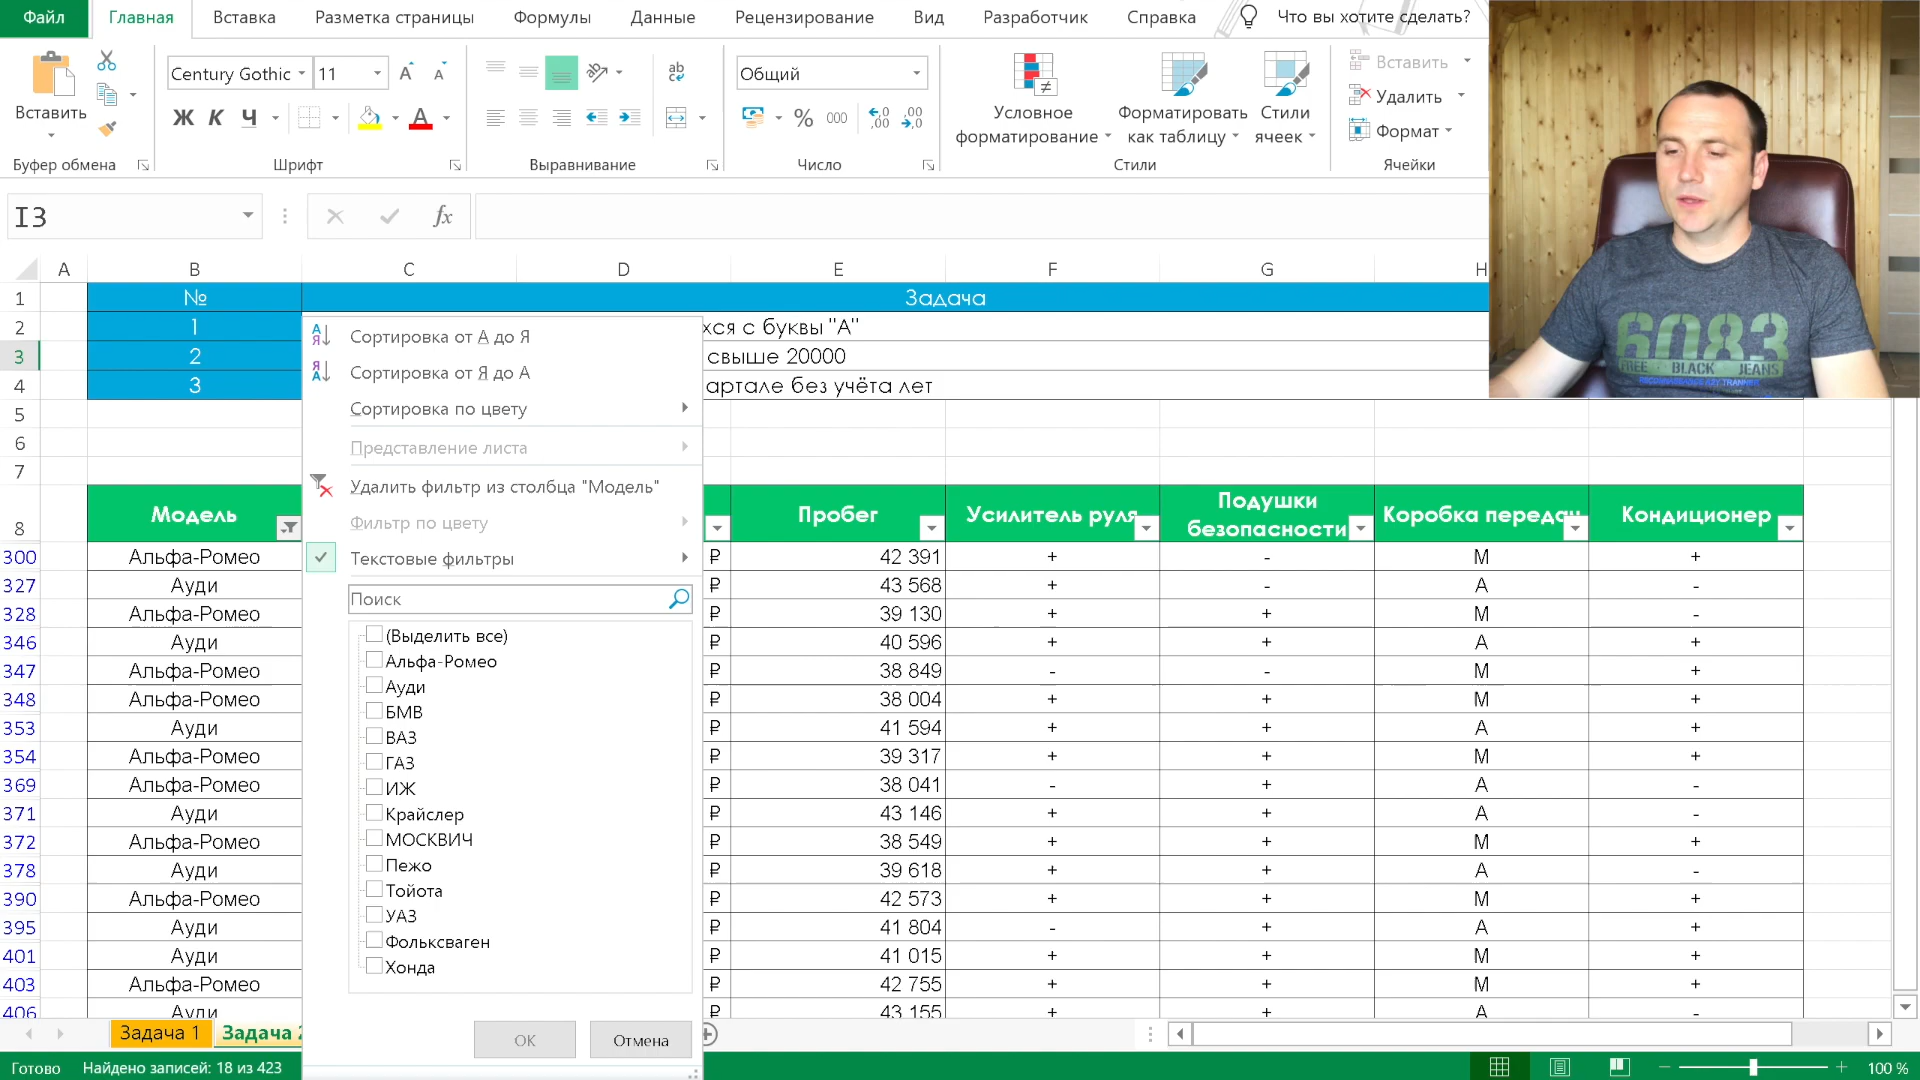 Файл Главная Вставка Разметка страницы Формулы Данные Рецензирование Вид Разработчик Справка Что вы хотите сделать?
Вставить
Буфер обмена
Century Gothic 11
Ж К Ч
Шрифт
Выравнивание
Общий
% 000
Число
Условное форматирование
Форматировать как таблицу
Стили ячеек
Стили
Вставить
Удалить
Формат
Ячейки
I3 fx
A B C D E F G H
1 № Задача
2 1 хся с буквы "А"
3 2 свыше 20000
4 3 артале без учёта лет
5
6
7
Сортировка от А до Я
Сортировка от Я до А
Сортировка по цвету
Представление листа
Удалить фильтр из столбца "Модель"
Фильтр по цвету
Текстовые фильтры
Поиск
(Выделить все)
Альфа-Ромео
Ауди
БМВ
ВАЗ
ГАЗ
ИЖ
Крайслер
МОСКВИЧ
Пежо
Тойота
УАЗ
Фольксваген
Хонда
ОК Отмена
8 Модель Пробег Усилитель руля Подушки безопасности Коробка передач Кондиционер
300 Альфа-Ромео ₽ 42 391 + - М +
327 Ауди ₽ 43 568 + - А -
328 Альфа-Ромео ₽ 39 130 + + М -
346 Ауди ₽ 40 596 + + А +
347 Альфа-Ромео ₽ 38 849 - - М +
348 Альфа-Ромео ₽ 38 004 + + М +
353 Ауди ₽ 41 594 + + А +
354 Альфа-Ромео ₽ 39 317 + + М +
369 Альфа-Ромео ₽ 38 041 - + А -
371 Ауди ₽ 43 146 + + А -
372 Альфа-Ромео ₽ 38 549 + + М +
378 Ауди ₽ 39 618 + + А -
390 Альфа-Ромео ₽ 42 573 + + М +
395 Ауди ₽ 41 804 - + А +
401 Ауди ₽ 41 015 + + М +
403 Альфа-Ромео ₽ 42 755 + + М +
406 Ауди ₽ 43 155 + + А -
Задача 1 Задача 2
Готово Найдено записей: 18 из 423 100 %
6083
FREE BLACK JEANS